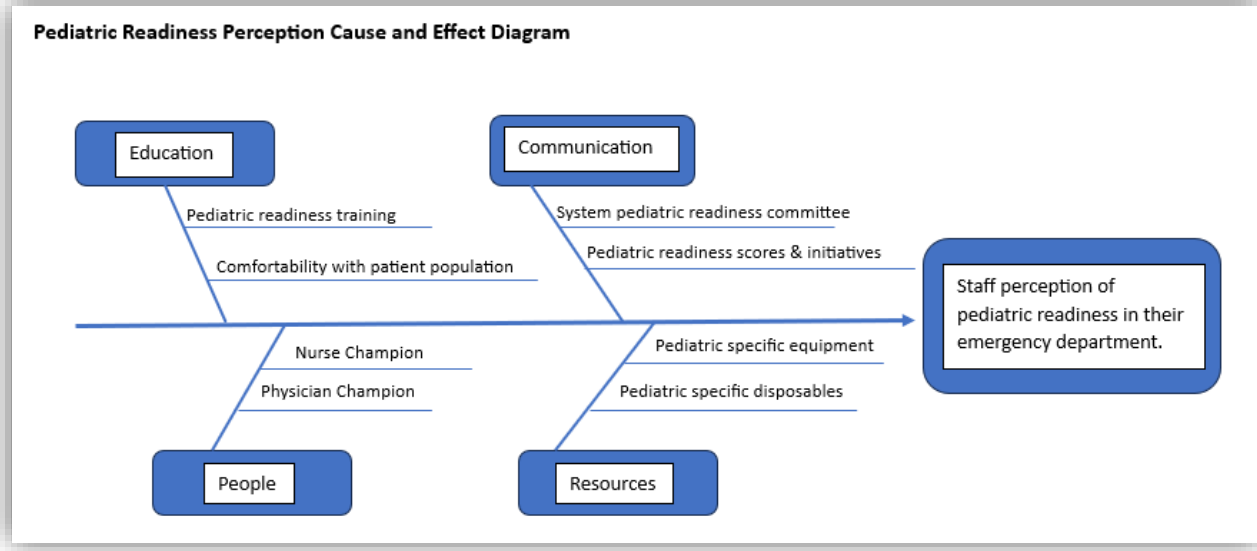 Pediatric Readiness Perception Cause and Effect Diagram
Education
Communication
Pediatric readiness training
Comfortability with patient population
System pediatric readiness committee
Pediatric readiness scores & initiatives
Staff perception of
pediatric readiness in their
emergency department.
Nurse Champion
Physician Champion
Pediatric specific equipment
Pediatric specific disposables
People
Resources